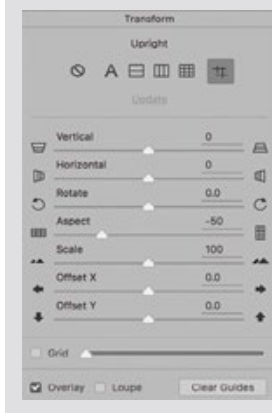 Transform
Upright
A
Update
Vertical 0
Horizontal 0
Rotate 0.0
Aspect -50
Scale 100
Offset X 0.0
Offset Y 0.0
Grid
Overlay Loupe Clear Guides